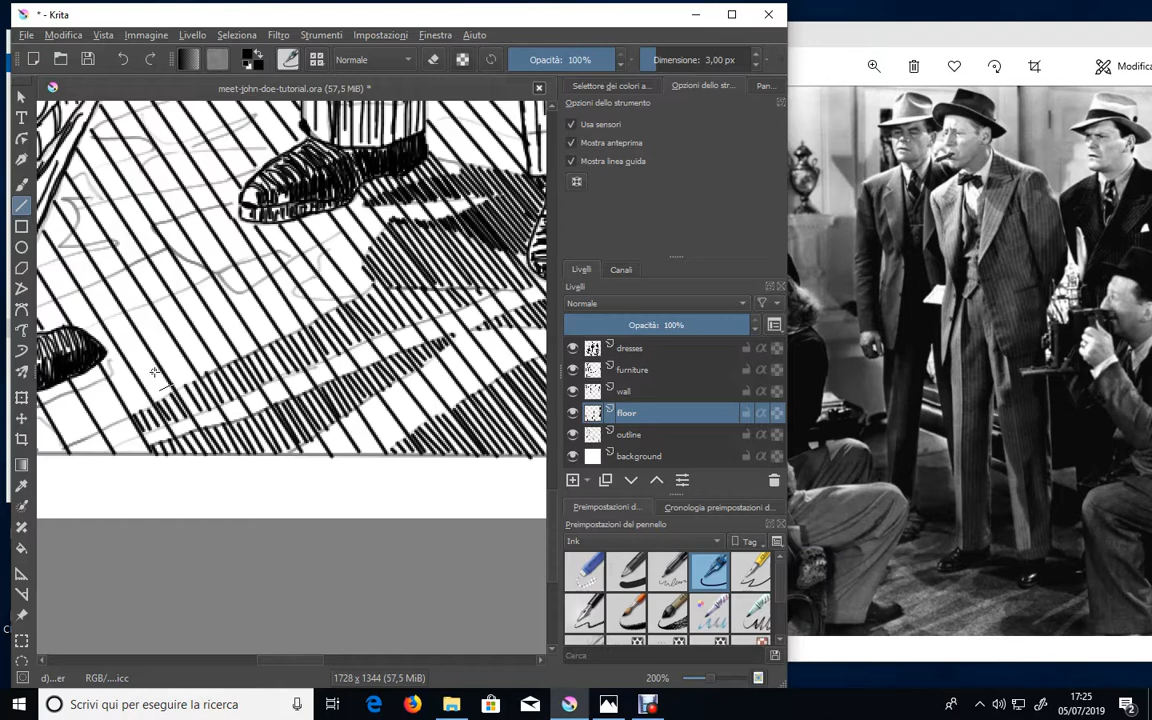 * - Krita
File Modifica Vista Immagine Livello Seleziona Filtro Strumenti Impostazioni Finestra Aiuto
Normale Opacità: 100% Dimensione: 3,00 px
meet-john-doe-tutorial.ora (57,5 MiB) *
Selettore dei colori a... Opzioni dello str... Pan...
Opzioni dello strumento
Usa sensori
Mostra anteprima
Mostra linea guida
Livelli Canali
Livelli
Normale
Opacità: 100%
dresses
furniture
wall
floor
outline
background
Preimpostazioni d... Cronologia preimpostazioni d...
Preimpostazioni del pennello
Ink Tag
Cerca
d)...er RGB/....icc 1728 x 1344 (57,5 MiB) 200%
Modifica
Scrivi qui per eseguire la ricerca
17:25
05/07/2019
2